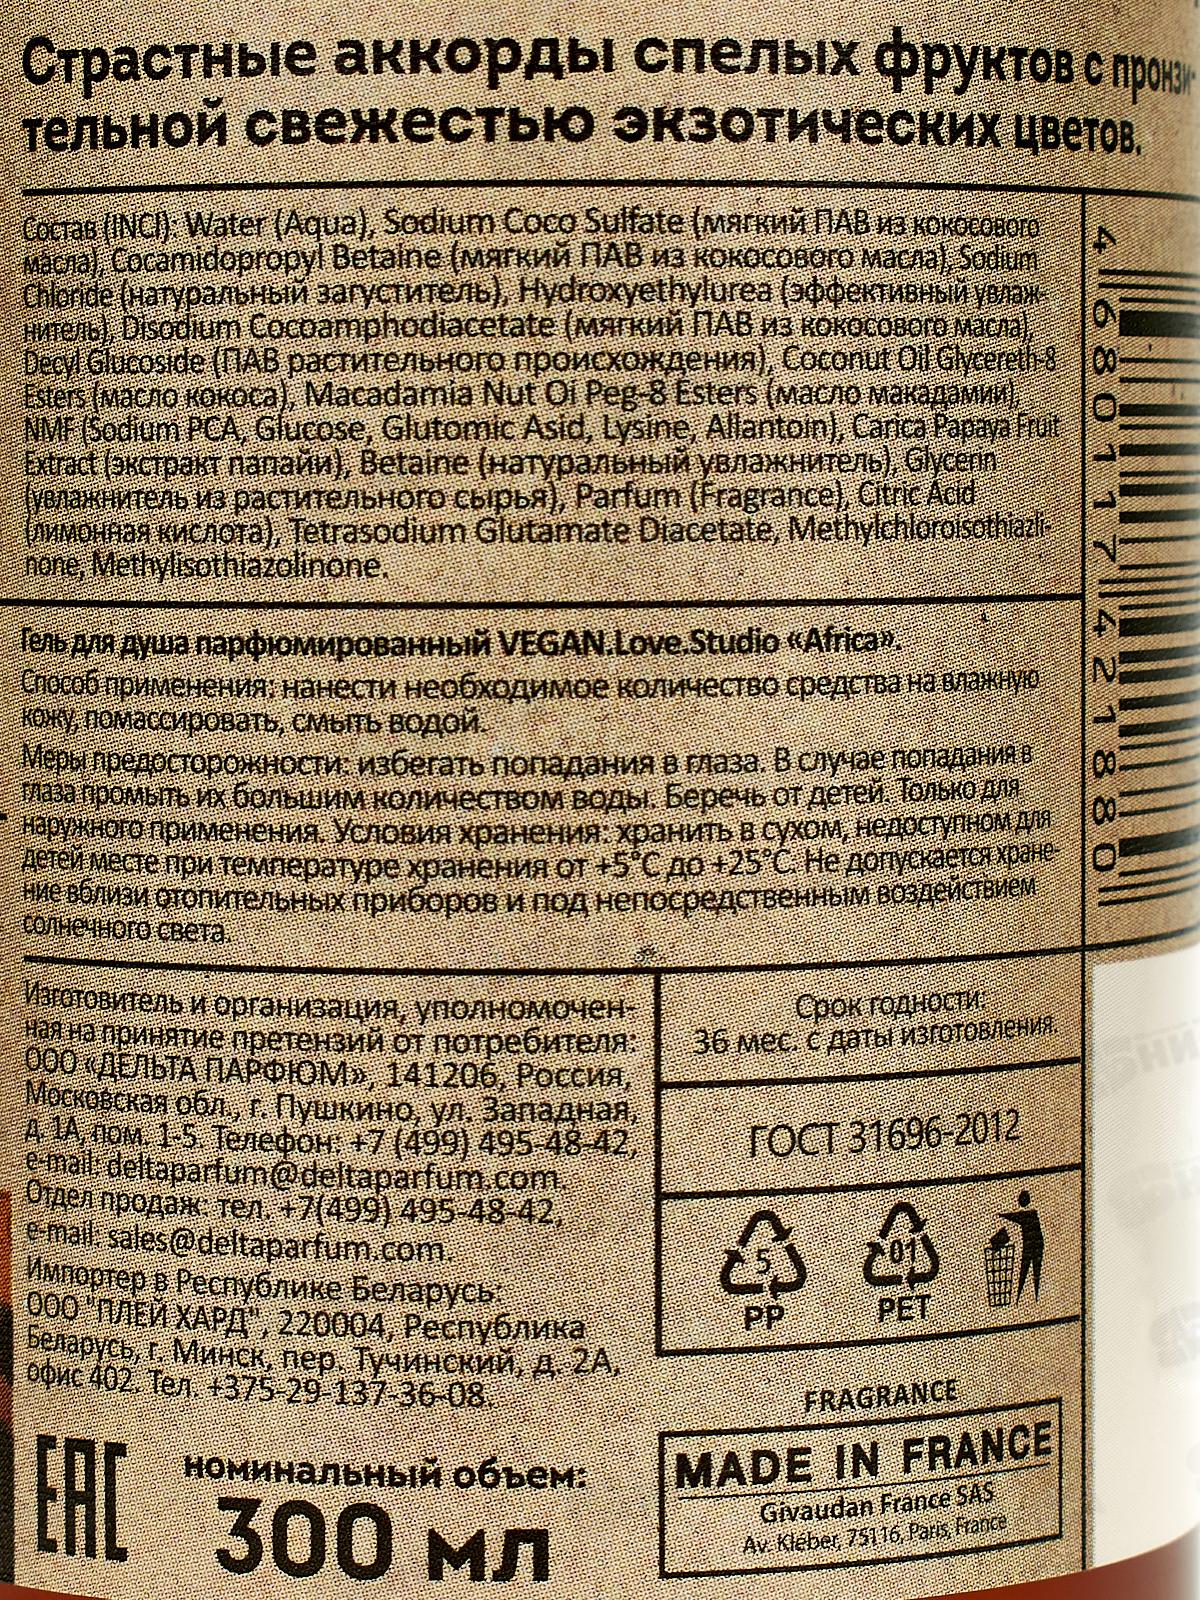 Страстные аккорды спелых фруктов с пронзи-
тельной свежестью экзотических цветов.
Состав (INCI): Water (Aqua), Sodium Coco Sulfate (мягкий ПАВ из кокосового
масла), Cocamidopropyl Betaine (мягкий ПАВ из кокосового масла), Sodium
Chloride (натуральный загуститель), Hydroxyethylurea (эффективный увлаж-
нитель), Disodium Cocoamphodiacetate (мягкий ПАВ из кокосового масла),
Decyl Glucoside (ПАВ растительного происхождения), Coconut Oil Glycereth-8
Esters (масло кокоса), Macadamia Nut Oi Peg-8 Esters (масло макадамии),
NMF (Sodium PCA, Glucose, Glutomic Asid, Lysine, Allantoin), Carica Papaya Fruit
Extract (экстракт папайи), Betaine (натуральный увлажнитель), Glycerin
(увлажнитель из растительного сырья), Parfum (Fragrance), Citric Acid
(лимонная кислота), Tetrasodium Glutamate Diacetate, Methylchloroisothiazli-
none, Methylisothiazolinone.
4 680117 421880
Гель для душа парфюмированный VEGAN.Love.Studio «Africa».
Способ применения: нанести необходимое количество средства на влажную
кожу, помассировать, смыть водой.
Меры предосторожности: избегать попадания в глаза. В случае попадания в
глаза промыть их большим количеством воды. Беречь от детей. Только для
наружного применения. Условия хранения: хранить в сухом, недоступном для
детей месте при температуре хранения от +5°C до +25°C. Не допускается хране-
ние вблизи отопительных приборов и под непосредственным воздействием
солнечного света.
Изготовитель и организация, уполномочен-
ная на принятие претензий от потребителя:
ООО «ДЕЛЬТА ПАРФЮМ», 141206, Россия,
Московская обл., г. Пушкино, ул. Западная,
д. 1А, пом. 1-5. Телефон: +7 (499) 495-48-42,
e-mail: deltaparfum@deltaparfum.com.
Отдел продаж: тел. +7(499) 495-48-42,
e-mail: sales@deltaparfum.com.
Импортер в Республике Беларусь:
ООО "ПЛЕЙ ХАРД", 220004, Республика
Беларусь, г. Минск, пер. Тучинский, д. 2А,
офис 402. Тел. +375-29-137-36-08.
Срок годности:
36 мес. с даты изготовления.
ГОСТ 31696-2012
5
PP
01
PET
EAC
номинальный объем:
300 мл
FRAGRANCE
MADE IN FRANCE
Givaudan France SAS
Av. Kléber, 75116, Paris, France